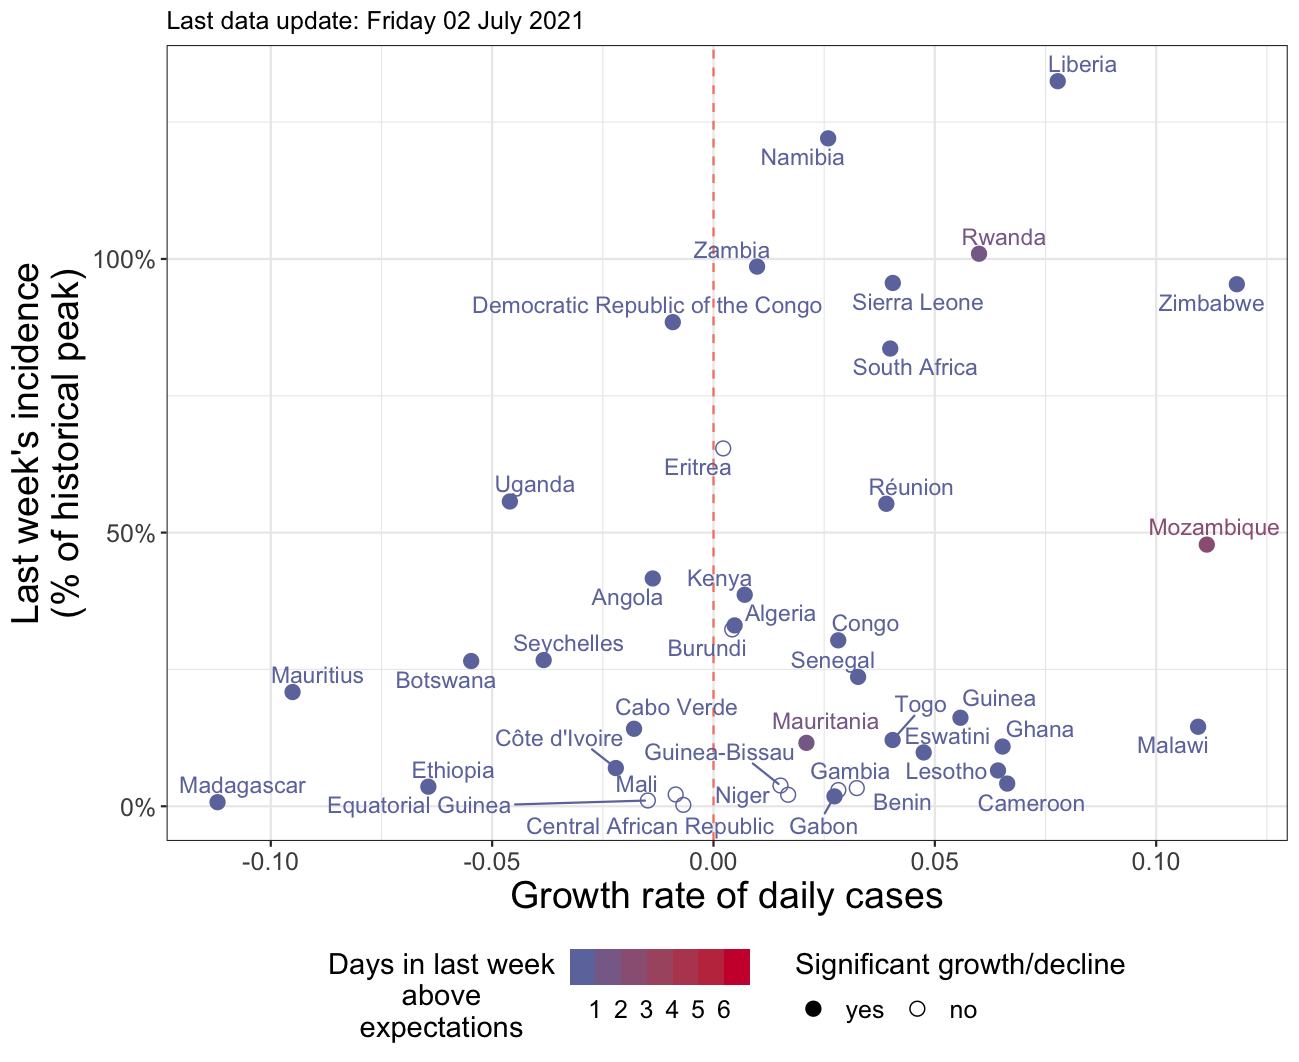 Last data update: Friday 02 July 2021
Last week's incidence
(% of historical peak)
100%
50%
0%
Liberia
Namibia
Rwanda
Zambia
Zimbabwe
Sierra Leone
Democratic Republic of the Congo
South Africa
Eritrea
Uganda
Réunion
Mozambique
Angola
Kenya
Algeria
Burundi
Congo
Senegal
Seychelles
Botswana
Mauritius
Cabo Verde
Togo
Guinea
Mauritania
Eswatini
Ghana
Malawi
Côte d'Ivoire
Guinea-Bissau
Ethiopia
Mali
Gambia
Lesotho
Madagascar
Equatorial Guinea
Niger
Benin
Cameroon
Central African Republic
Gabon
-0.10 -0.05 0.00 0.05 0.10
Growth rate of daily cases
Days in last week
above
expectations
1 2 3 4 5 6
Significant growth/decline
yes no